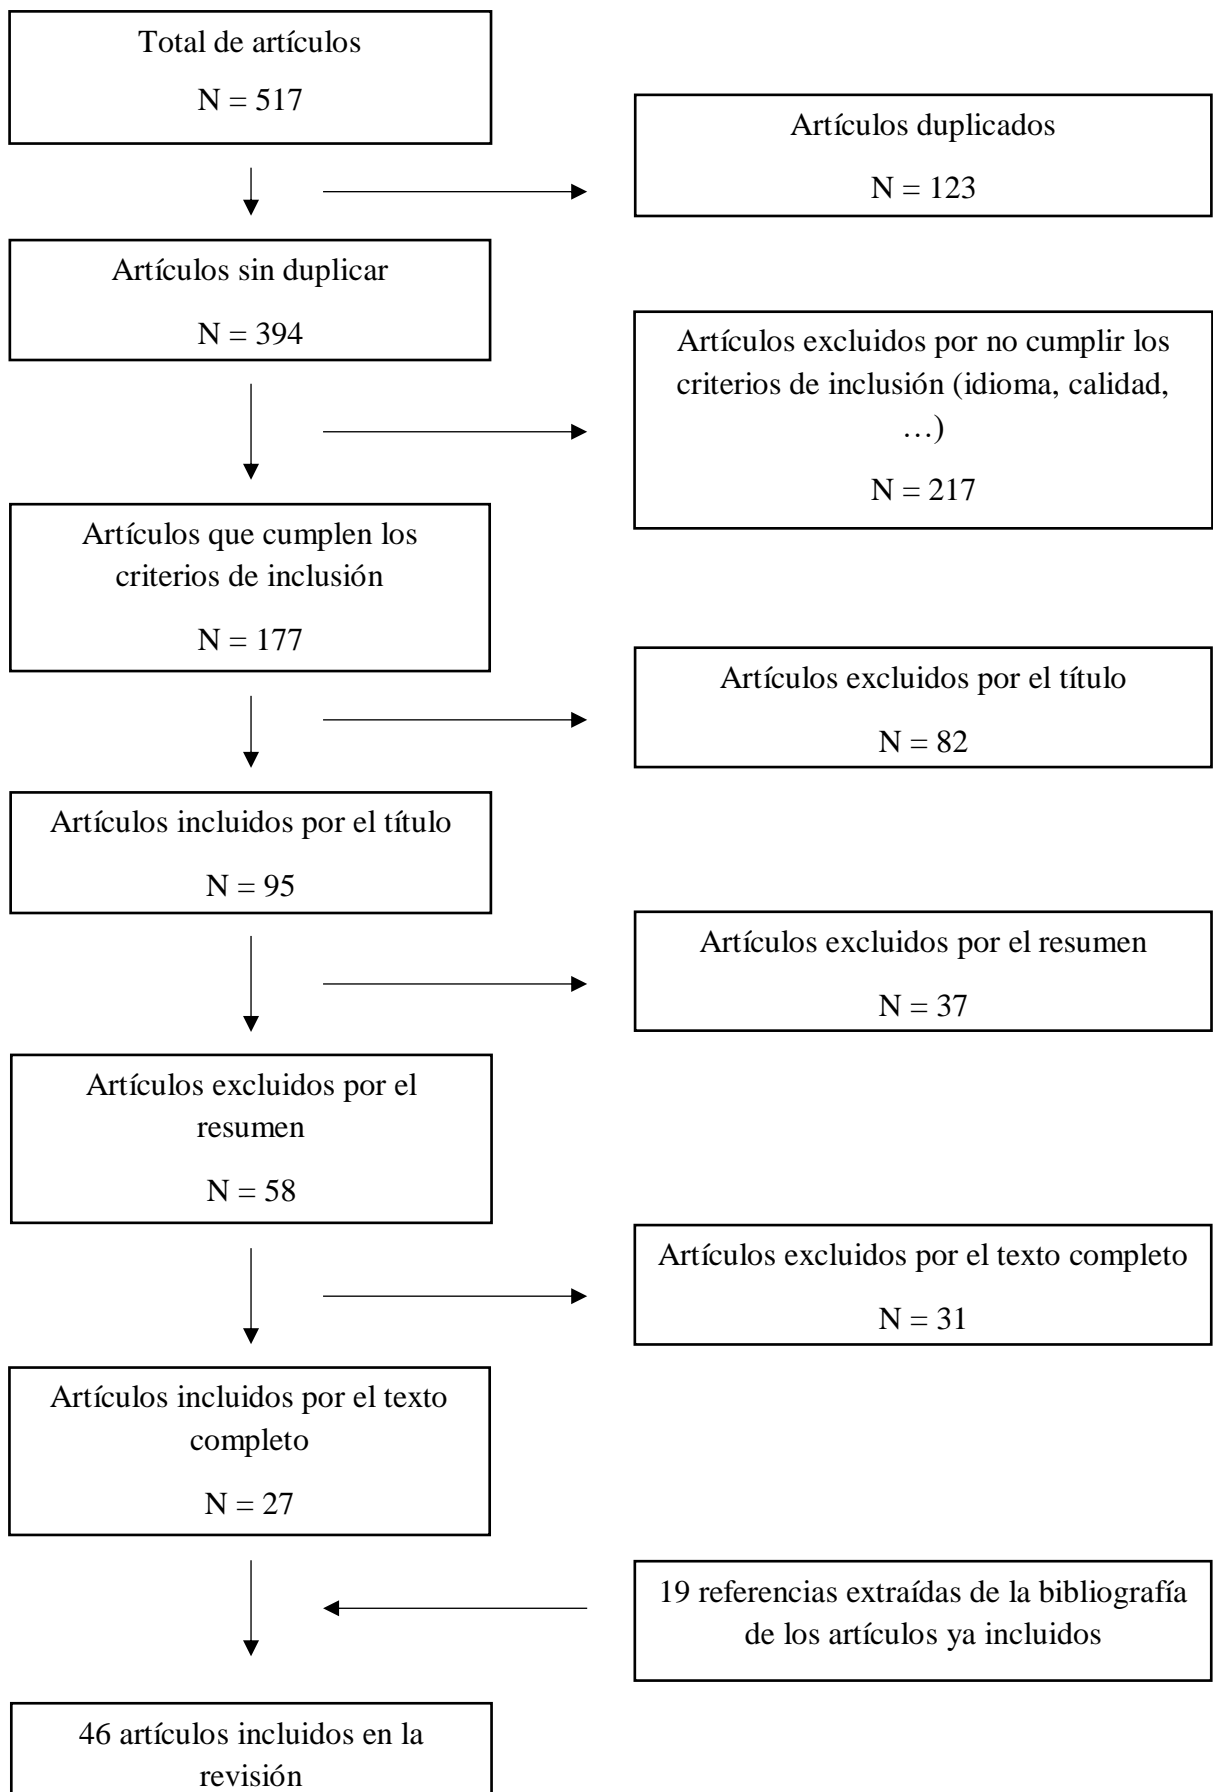 Total de artículos
N = 517
Artículos duplicados
N = 123
Artículos sin duplicar
N = 394
Artículos excluidos por no cumplir los
criterios de inclusión (idioma, calidad,
…)
N = 217
Artículos que cumplen los
criterios de inclusión
N = 177
Artículos excluidos por el título
N = 82
Artículos incluidos por el título
N = 95
Artículos excluidos por el resumen
N = 37
Artículos excluidos por el
resumen
N = 58
Artículos excluidos por el texto completo
N = 31
Artículos incluidos por el texto
completo
N = 27
19 referencias extraídas de la bibliografía
de los artículos ya incluidos
46 artículos incluidos en la
revisión